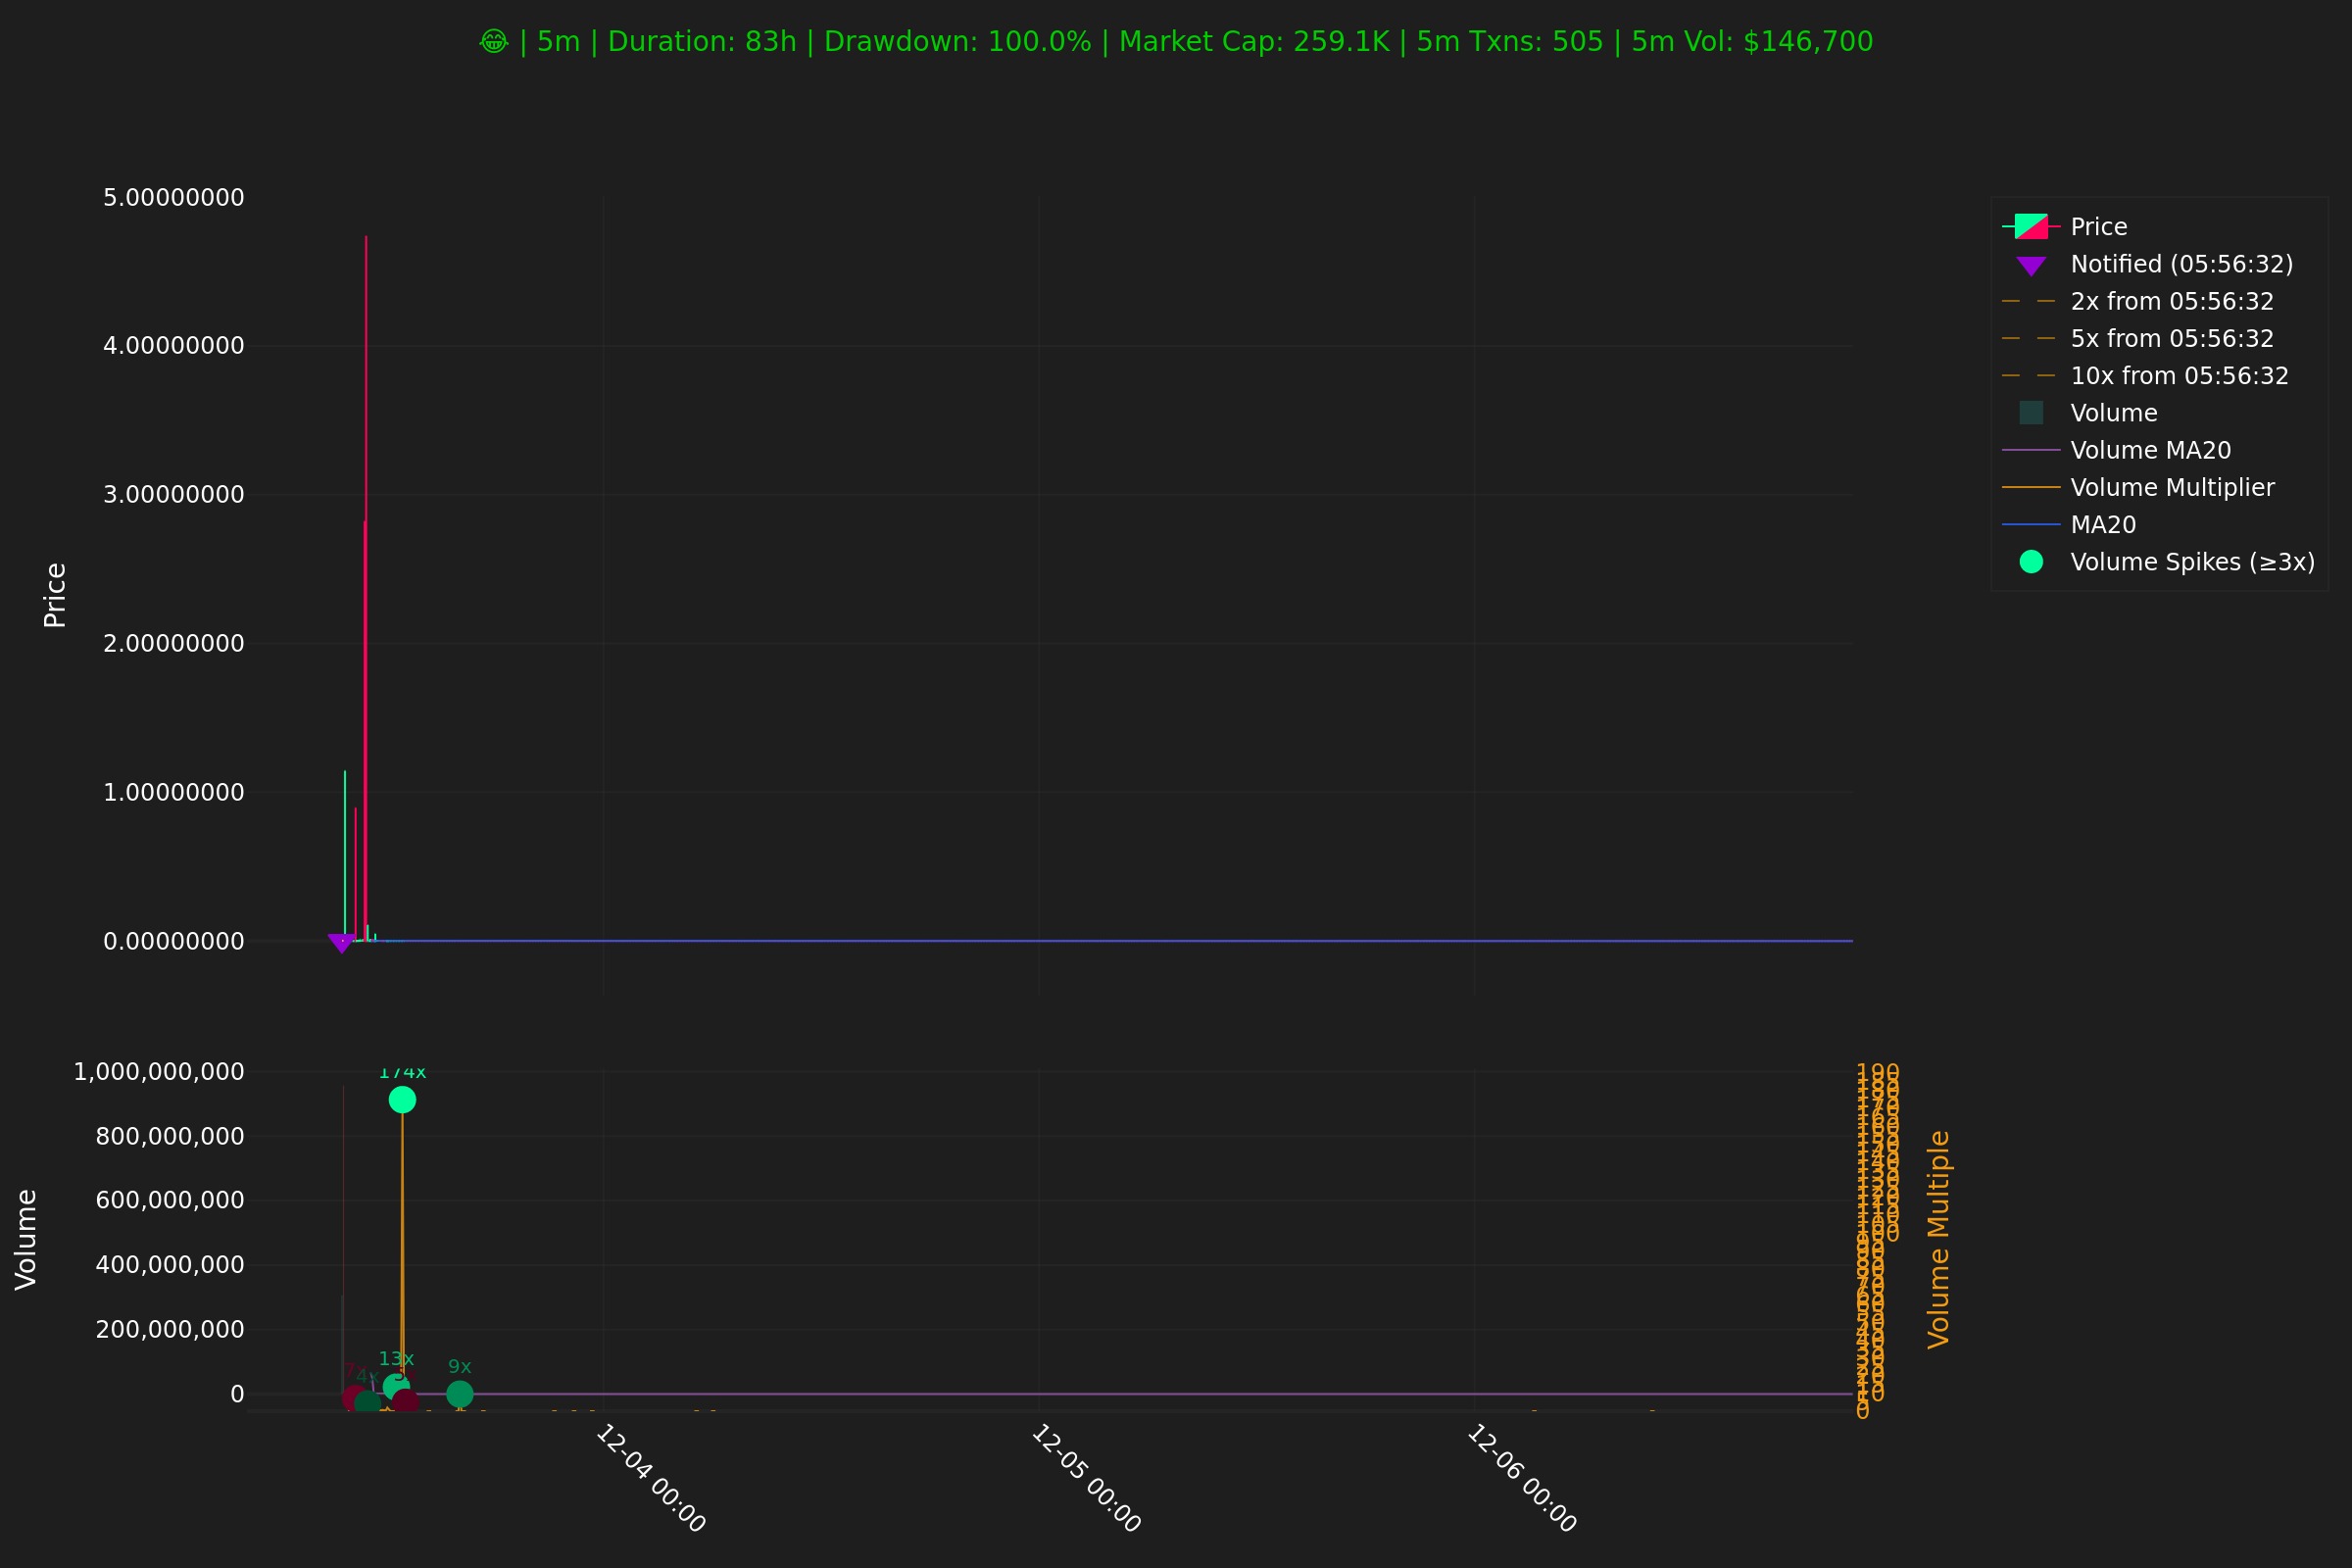 😂 | 5m | Duration: 83h | Drawdown: 100.0% | Market Cap: 259.1K | 5m Txns: 505 | 5m Vol: $146,700
Price
5.00000000
4.00000000
3.00000000
2.00000000
1.00000000
0.00000000
Price
Notified (05:56:32)
2x from 05:56:32
5x from 05:56:32
10x from 05:56:32
Volume
Volume MA20
Volume Multiplier
MA20
Volume Spikes (≥3x)
Volume
1,000,000,000
800,000,000
600,000,000
400,000,000
200,000,000
0
174x
13x
4x
9x
Volume Multiple
190
100
0
12-04 00:00
12-05 00:00
12-06 00:00